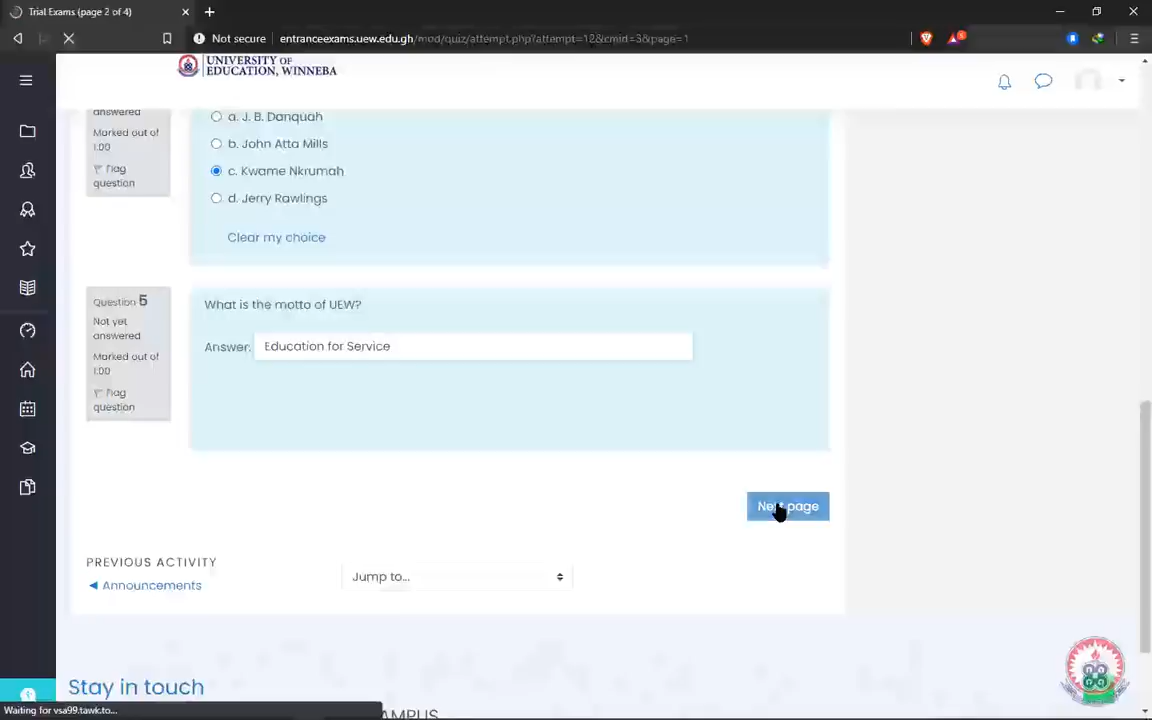 Trial Exams (page 2 of 4)
Not secure entranceexams.uew.edu.gh/mod/quiz/attempt.php?attempt=12&cmid=3&page=1
UNIVERSITY OF
EDUCATION, WINNEBA
answered
Marked out of
1.00
Flag
question
a. J. B. Danquah
b. John Atta Mills
c. Kwame Nkrumah
d. Jerry Rawlings
Clear my choice
Question 5
Not yet
answered
Marked out of
1.00
Flag
question
What is the motto of UEW?
Answer: Education for Service
Next page
PREVIOUS ACTIVITY
◄ Announcements
Jump to...
Stay in touch
Waiting for vsa99.tawk.to...
AMPUS